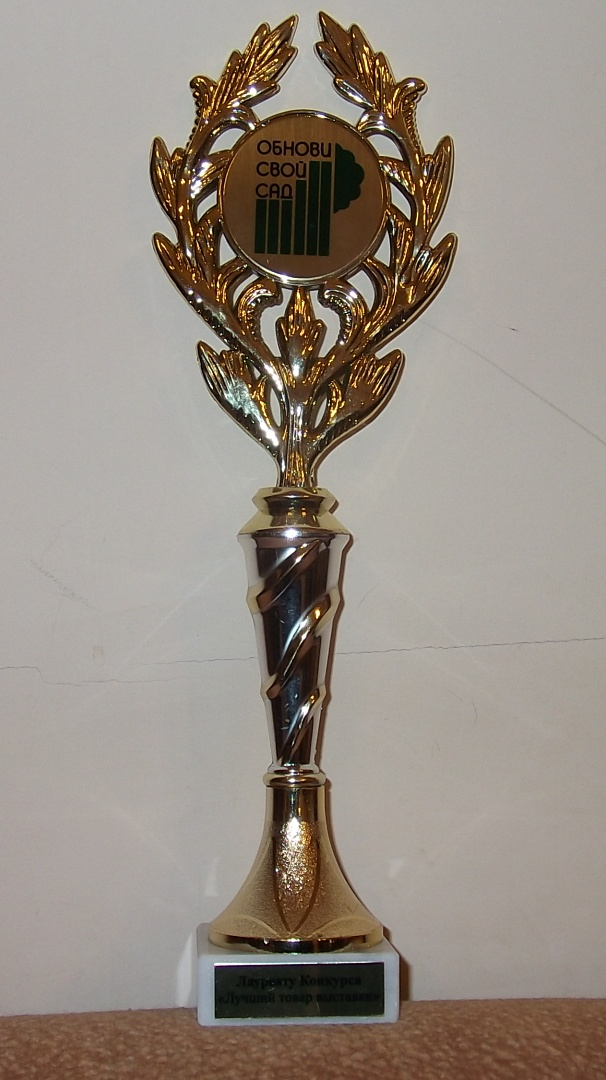 ОБНОВИ
СВОЙ
САД
Лауреату Конкурса
«Лучший товар выставки»